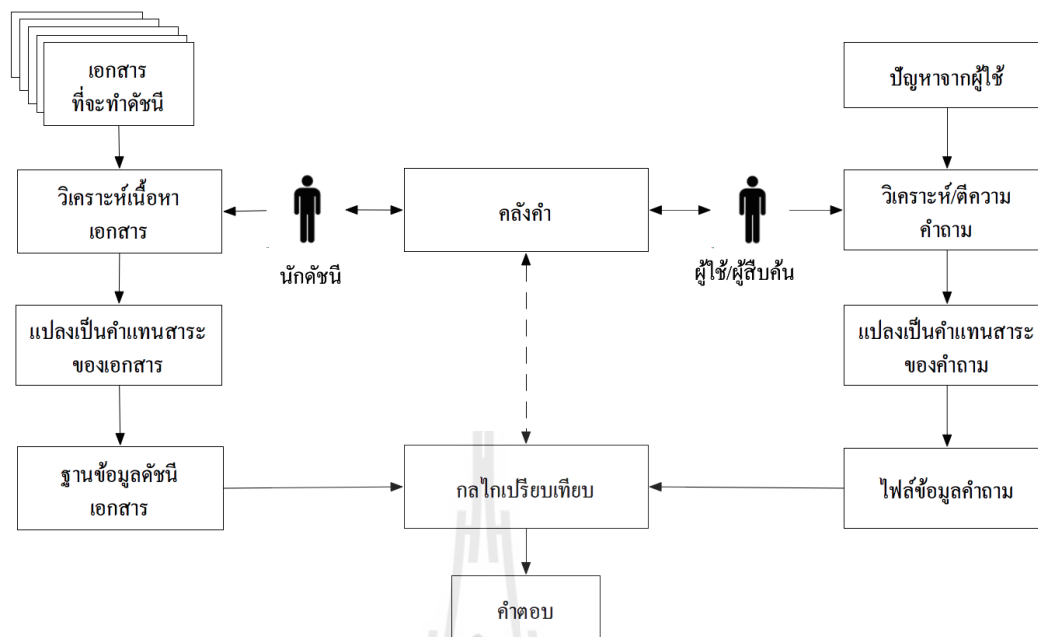 เอกสาร
ที่จะทำดัชนี
ปัญหาจากผู้ใช้
วิเคราะห์เนื้อหา
เอกสาร
นักดัชนี
คลังคำ
ผู้ใช้/ผู้สืบค้น
วิเคราะห์/ตีความ
คำถาม
แปลงเป็นคำแทนสาระ
ของเอกสาร
แปลงเป็นคำแทนสาระ
ของคำถาม
ฐานข้อมูลดัชนี
เอกสาร
กลไกเปรียบเทียบ
ไฟล์ข้อมูลคำถาม
คำตอบ